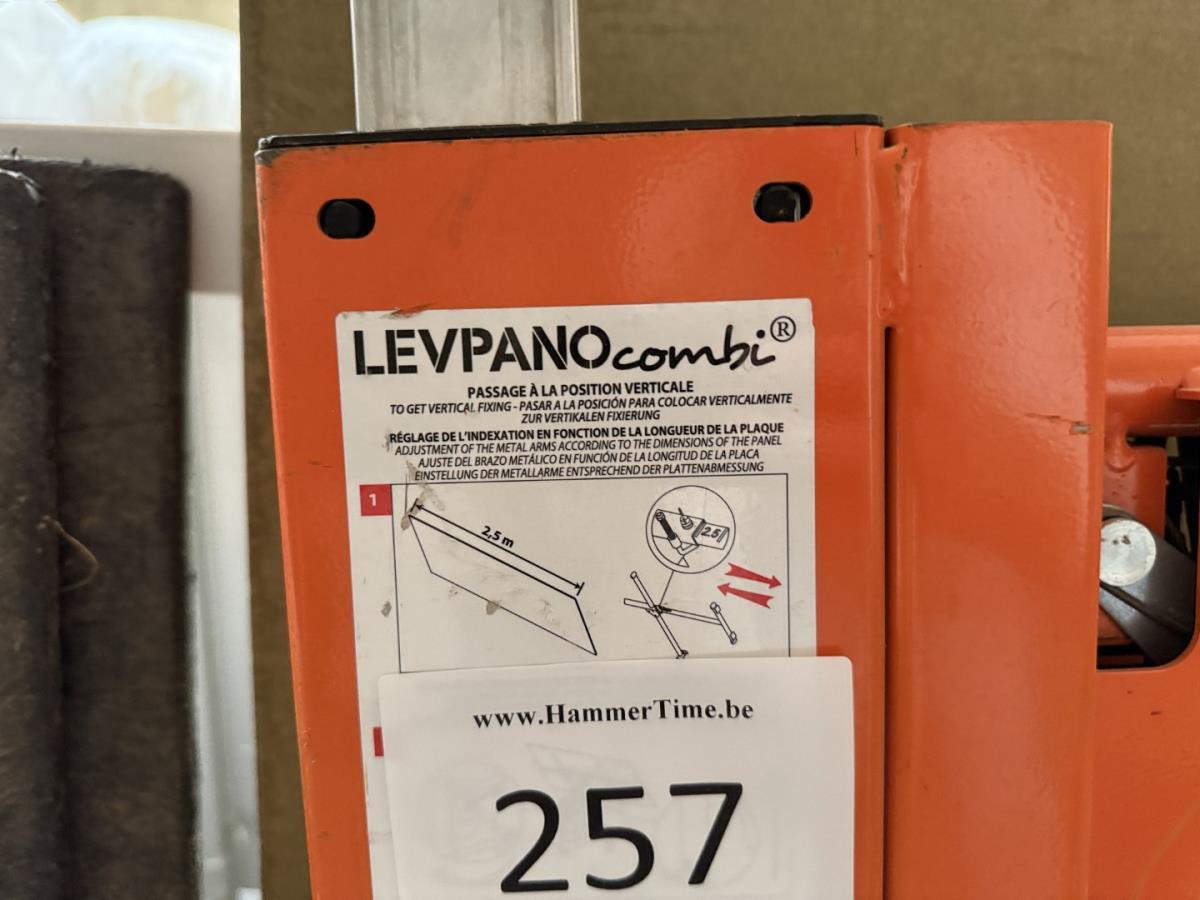 LEVPANO combi®
PASSAGE À LA POSITION VERTICALE
TO GET VERTICAL FIXING - PASAR A LA POSICIÓN PARA COLOCAR VERTICALMENTE
ZUR VERTIKALEN FIXIERUNG
RÉGLAGE DE L'INDEXATION EN FONCTION DE LA LONGUEUR DE LA PLAQUE
ADJUSTMENT OF THE METAL ARMS ACCORDING TO THE DIMENSIONS OF THE PANEL
AJUSTE DEL BRAZO METÁLICO EN FUNCIÓN DE LA LONGITUD DE LA PLACA
EINSTELLUNG DER METALLARME ENTSPRECHEND DER PLATTENABMESSUNG
1
2,5 m
2.5
www.HammerTime.be
257